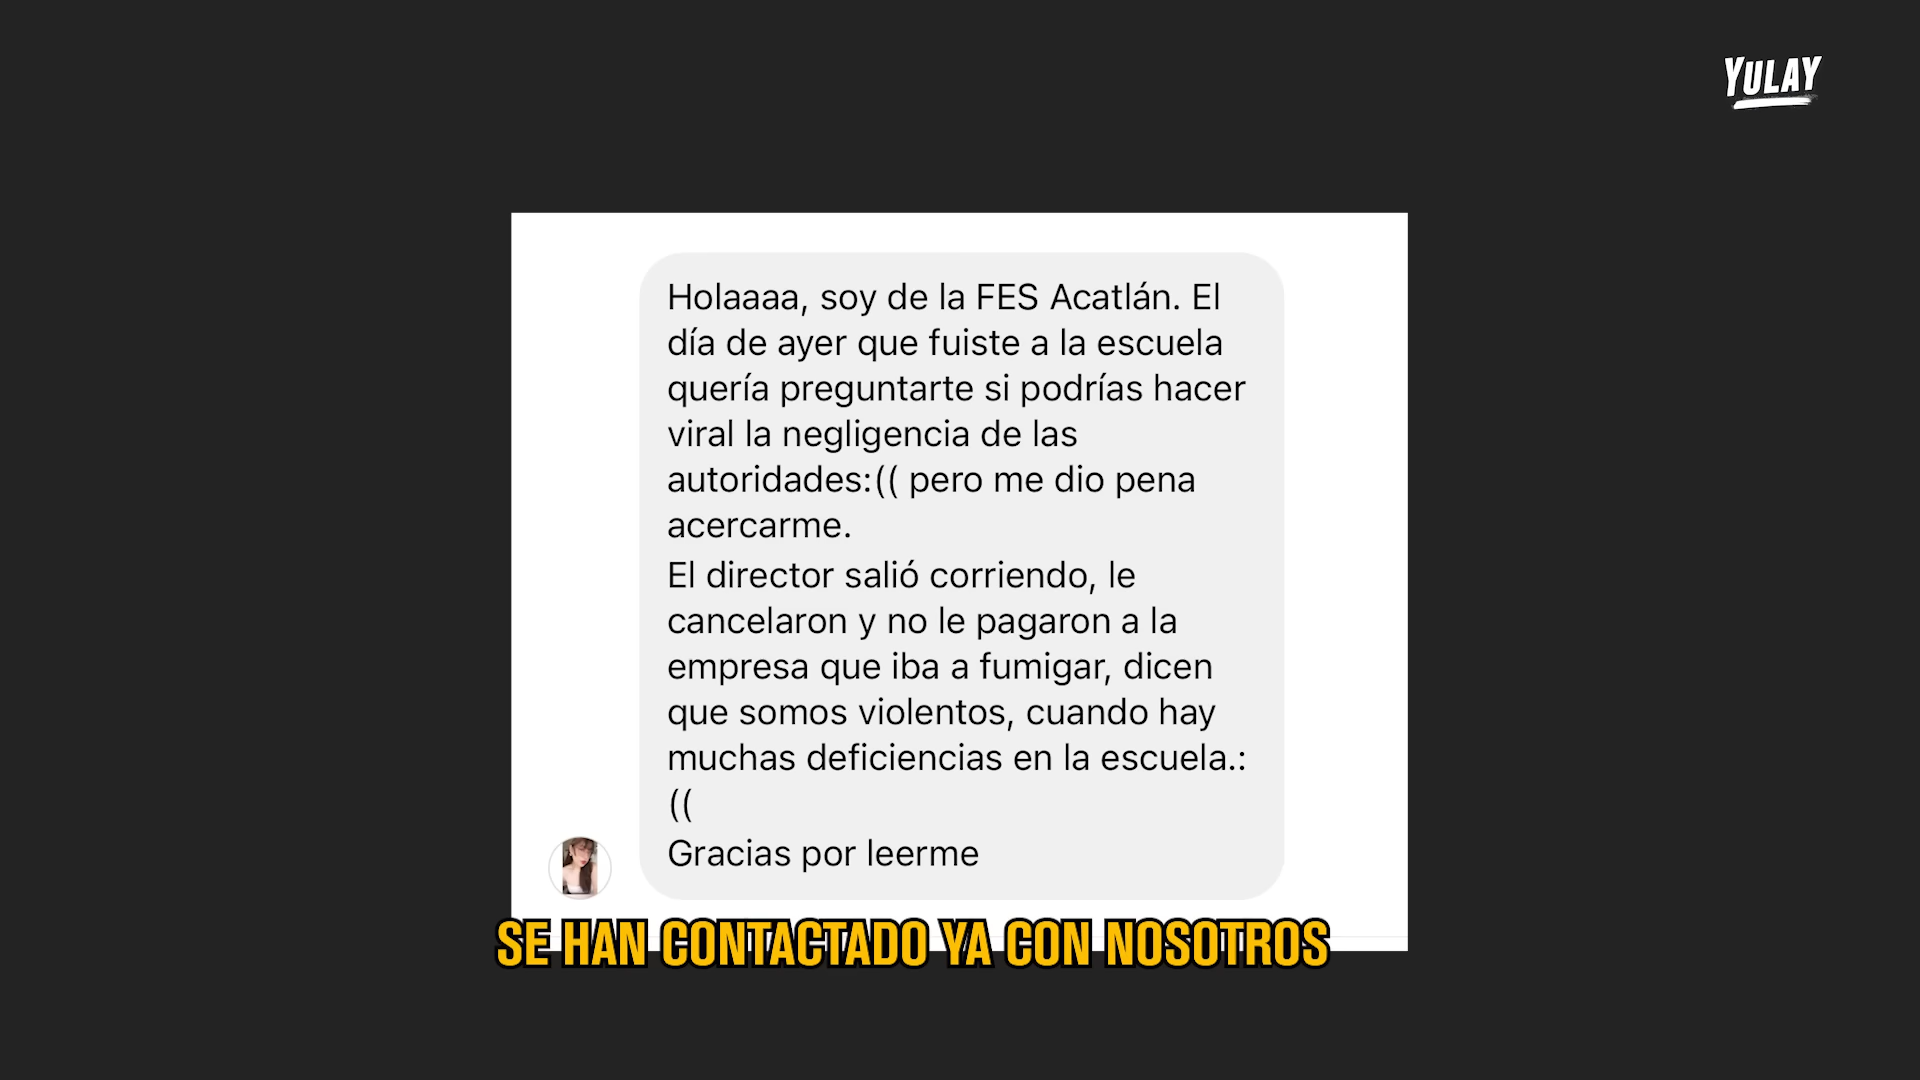 YULAY
Holaaaa, soy de la FES Acatlán. El
día de ayer que fuiste a la escuela
quería preguntarte si podrías hacer
viral la negligencia de las
autoridades:(( pero me dio pena
acercarme.
El director salió corriendo, le
cancelaron y no le pagaron a la
empresa que iba a fumigar, dicen
que somos violentos, cuando hay
muchas deficiencias en la escuela.:
((
Gracias por leerme
SE HAN CONTACTADO YA CON NOSOTROS